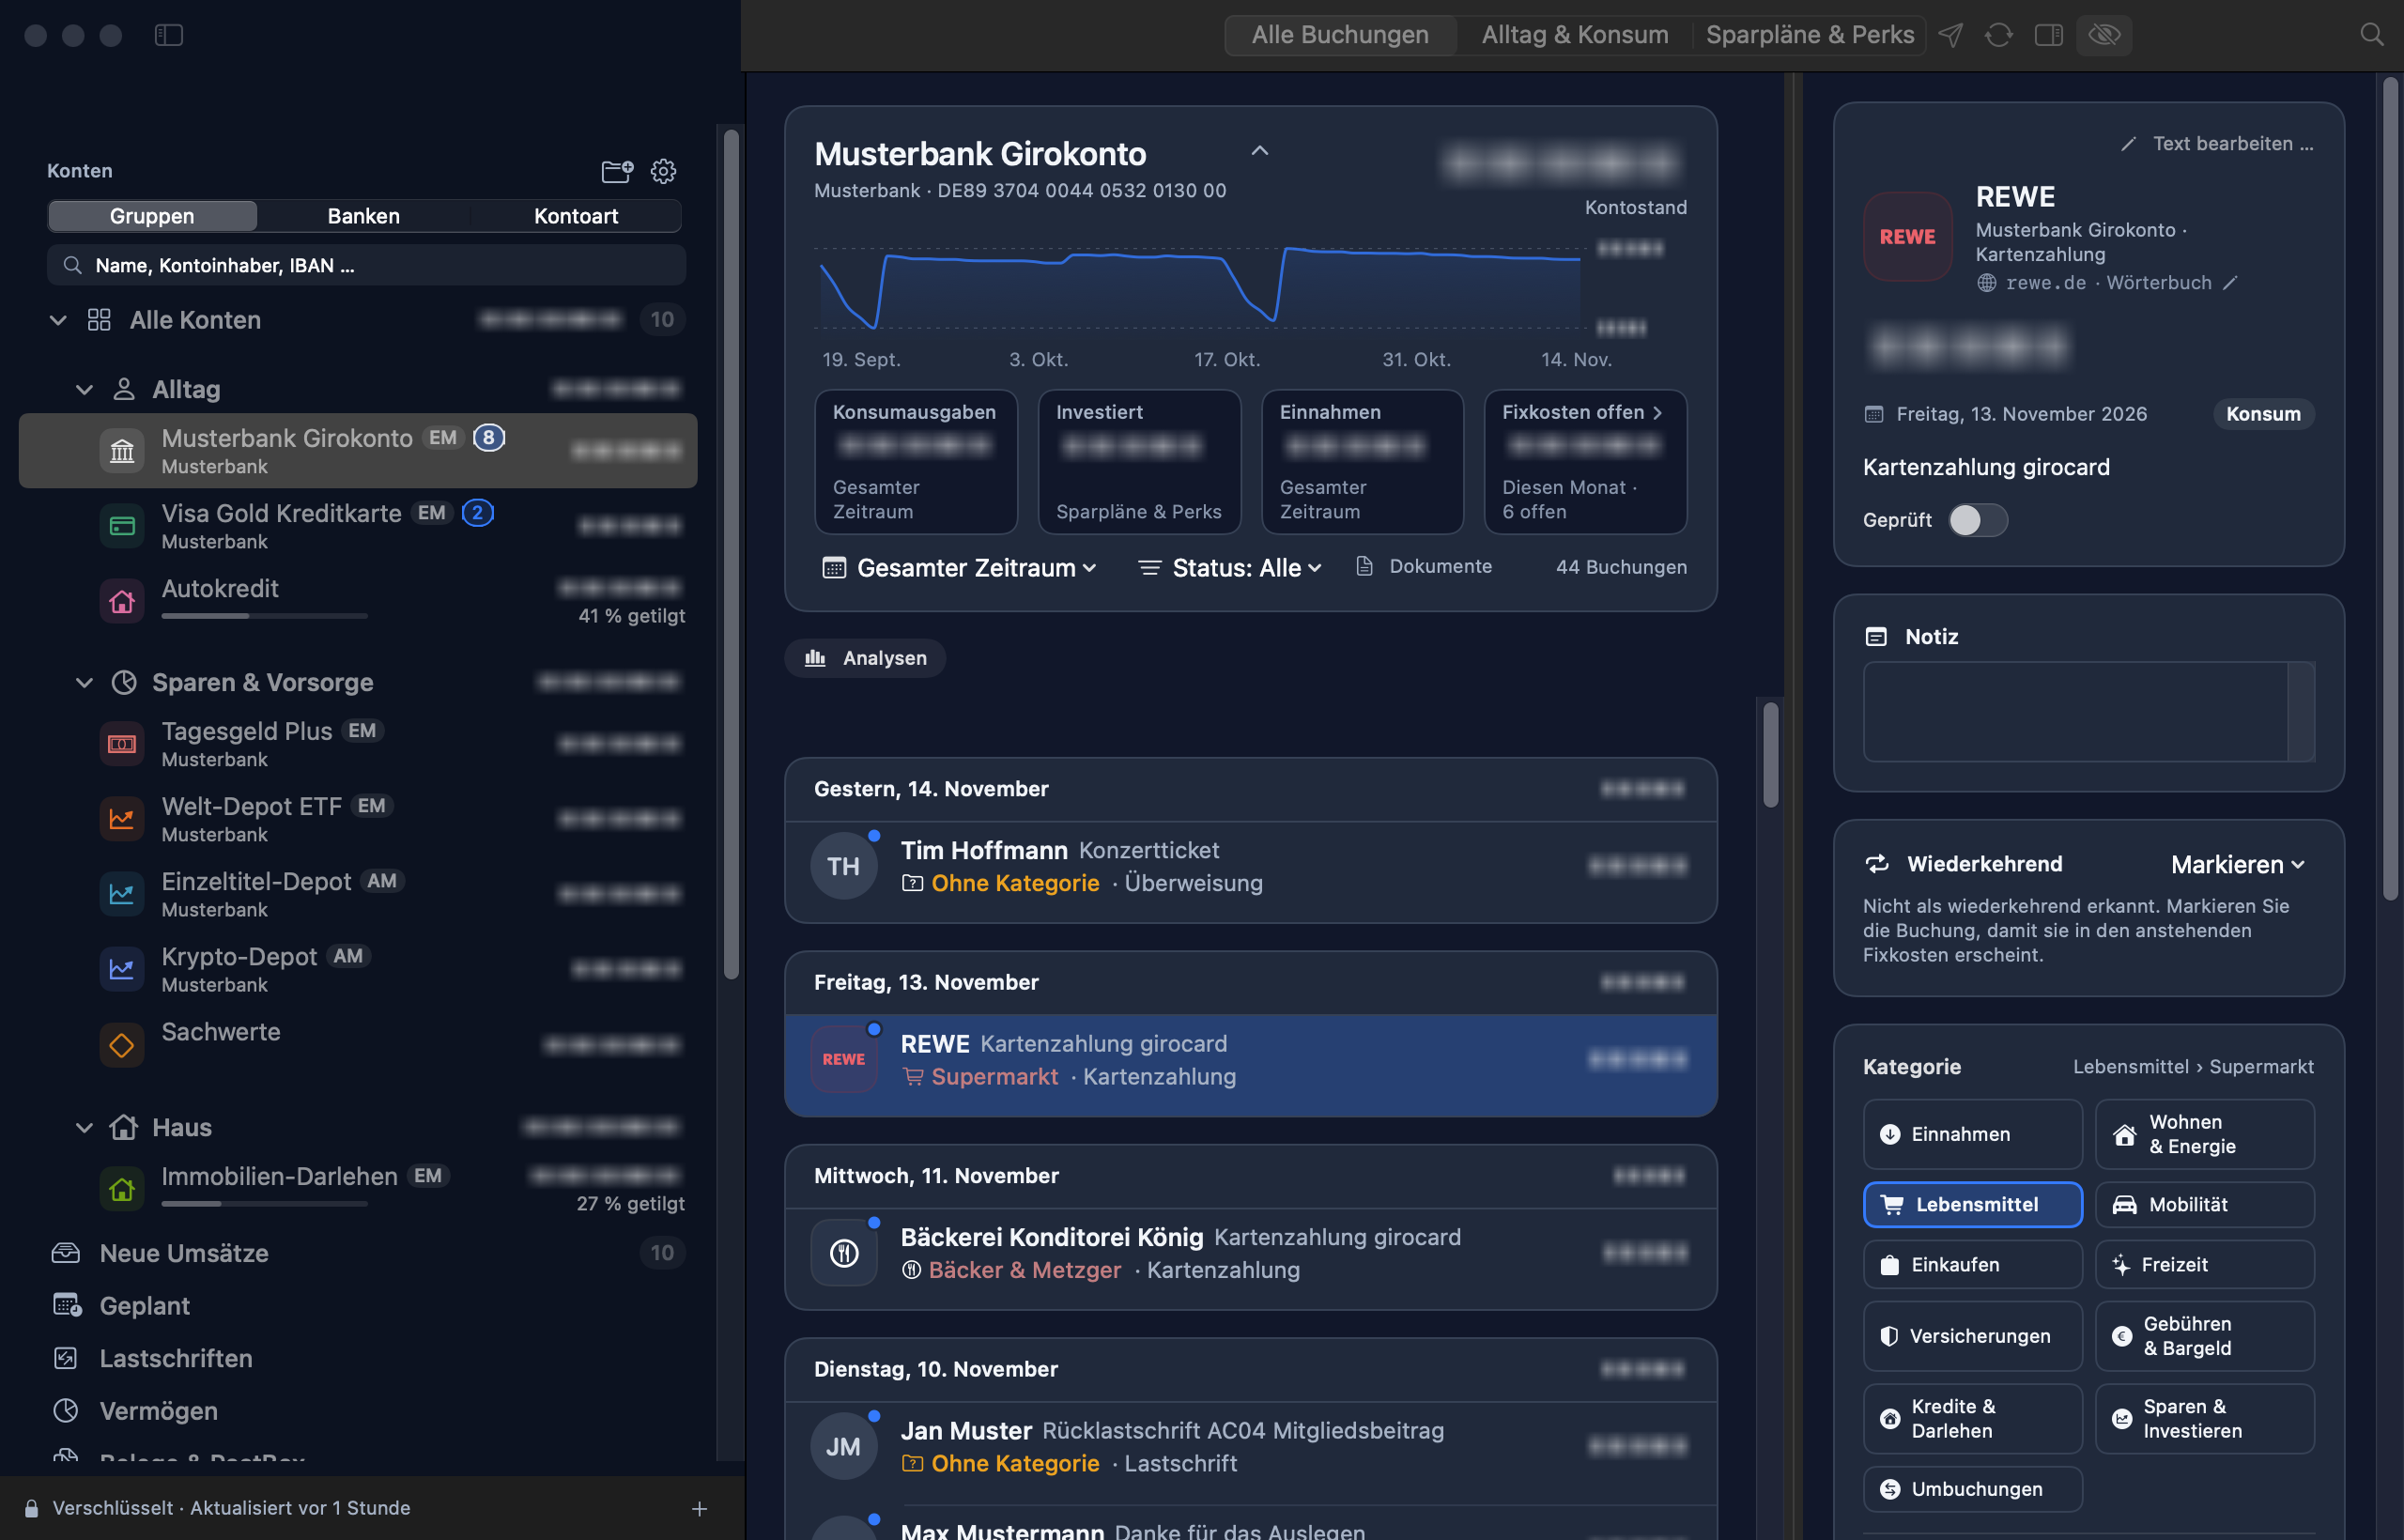 Alle Buchungen
Alltag & Konsum
Sparpläne & Perks
Konten
Gruppen
Banken
Kontoart
Name, Kontoinhaber, IBAN ...
Alle Konten
10
Alltag
Musterbank Girokonto EM 8
Musterbank
Visa Gold Kreditkarte EM 2
Musterbank
Autokredit
41 % getilgt
Sparen & Vorsorge
Tagesgeld Plus EM
Musterbank
Welt-Depot ETF EM
Musterbank
Einzeltitel-Depot AM
Musterbank
Krypto-Depot AM
Musterbank
Sachwerte
Haus
Immobilien-Darlehen EM
27 % getilgt
Neue Umsätze 10
Geplant
Lastschriften
Vermögen
Belege & PostBox
Verschlüsselt · Aktualisiert vor 1 Stunde
Musterbank Girokonto
Musterbank · DE89 3704 0044 0532 0130 00
Kontostand
19. Sept.
3. Okt.
17. Okt.
31. Okt.
14. Nov.
Konsumausgaben
Gesamter
Zeitraum
Investiert
Sparpläne & Perks
Einnahmen
Gesamter
Zeitraum
Fixkosten offen
Diesen Monat ·
6 offen
Gesamter Zeitraum
Status: Alle
Dokumente
44 Buchungen
Analysen
Gestern, 14. November
TH
Tim Hoffmann Konzertticket
Ohne Kategorie · Überweisung
Freitag, 13. November
REWE
REWE Kartenzahlung girocard
Supermarkt · Kartenzahlung
Mittwoch, 11. November
Bäckerei Konditorei König Kartenzahlung girocard
Bäcker & Metzger · Kartenzahlung
Dienstag, 10. November
JM
Jan Muster Rücklastschrift AC04 Mitgliedsbeitrag
Ohne Kategorie · Lastschrift
Max Mustermann Danke für das Auslegen
Text bearbeiten ...
REWE
REWE
Musterbank Girokonto ·
Kartenzahlung
rewe.de · Wörterbuch
Freitag, 13. November 2026
Konsum
Kartenzahlung girocard
Geprüft
Notiz
Wiederkehrend
Markieren
Nicht als wiederkehrend erkannt. Markieren Sie
die Buchung, damit sie in den anstehenden
Fixkosten erscheint.
Kategorie
Lebensmittel › Supermarkt
Einnahmen
Wohnen
& Energie
Lebensmittel
Mobilität
Einkaufen
Freizeit
Versicherungen
Gebühren
& Bargeld
Kredite &
Darlehen
Sparen &
Investieren
Umbuchungen